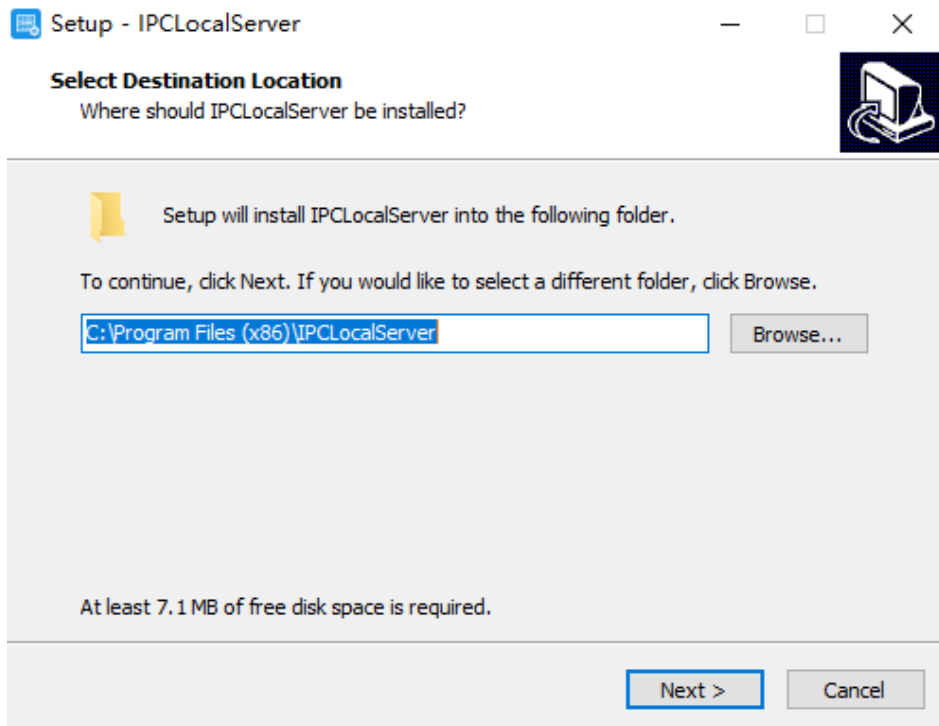 Setup - IPCLocalServer
Select Destination Location
Where should IPCLocalServer be installed?
Setup will install IPCLocalServer into the following folder.
To continue, click Next. If you would like to select a different folder, click Browse.
C:\Program Files (x86)\IPCLocalServer
Browse...
At least 7.1 MB of free disk space is required.
Next >
Cancel